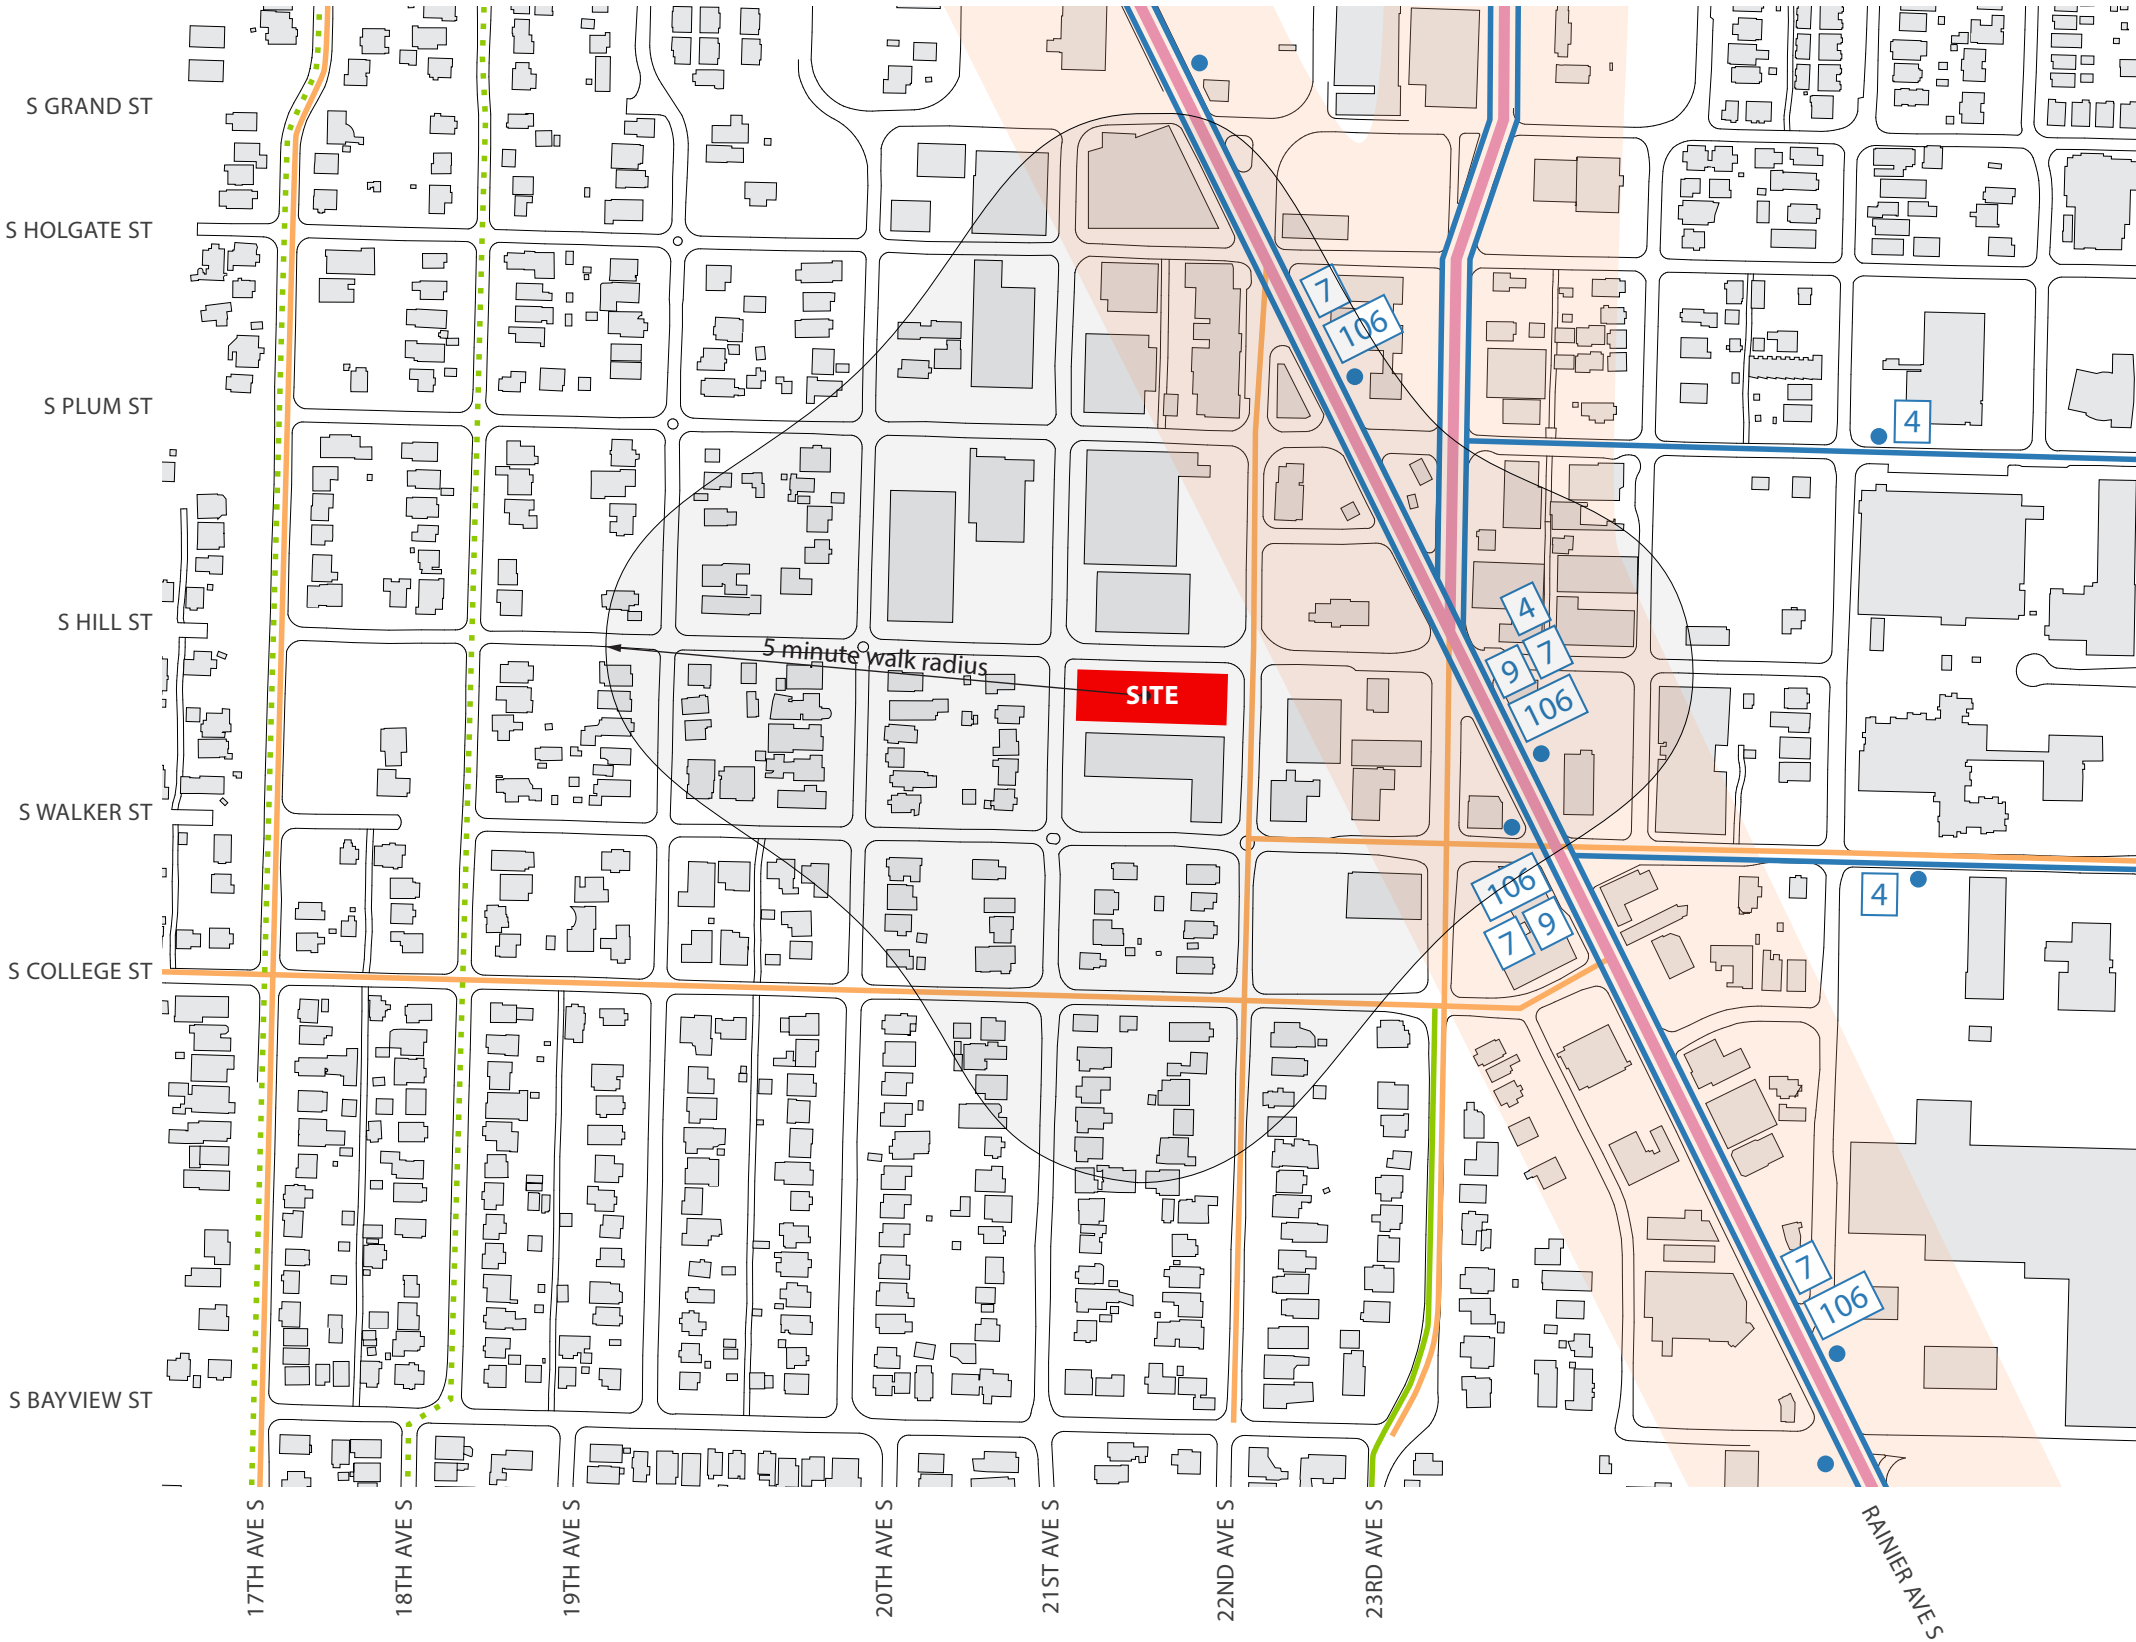 S GRAND ST
S HOLGATE ST
7
106
S PLUM ST
4
S HILL ST
4
5 minute walk radius
9
7
SITE
106
S WALKER ST
106
4
7
9
S COLLEGE ST
7
106
S BAYVIEW ST
17TH AVE S
18TH AVE S
19TH AVE S
20TH AVE S
21ST AVE S
22ND AVE S
23RD AVE S
RAINIER AVE S